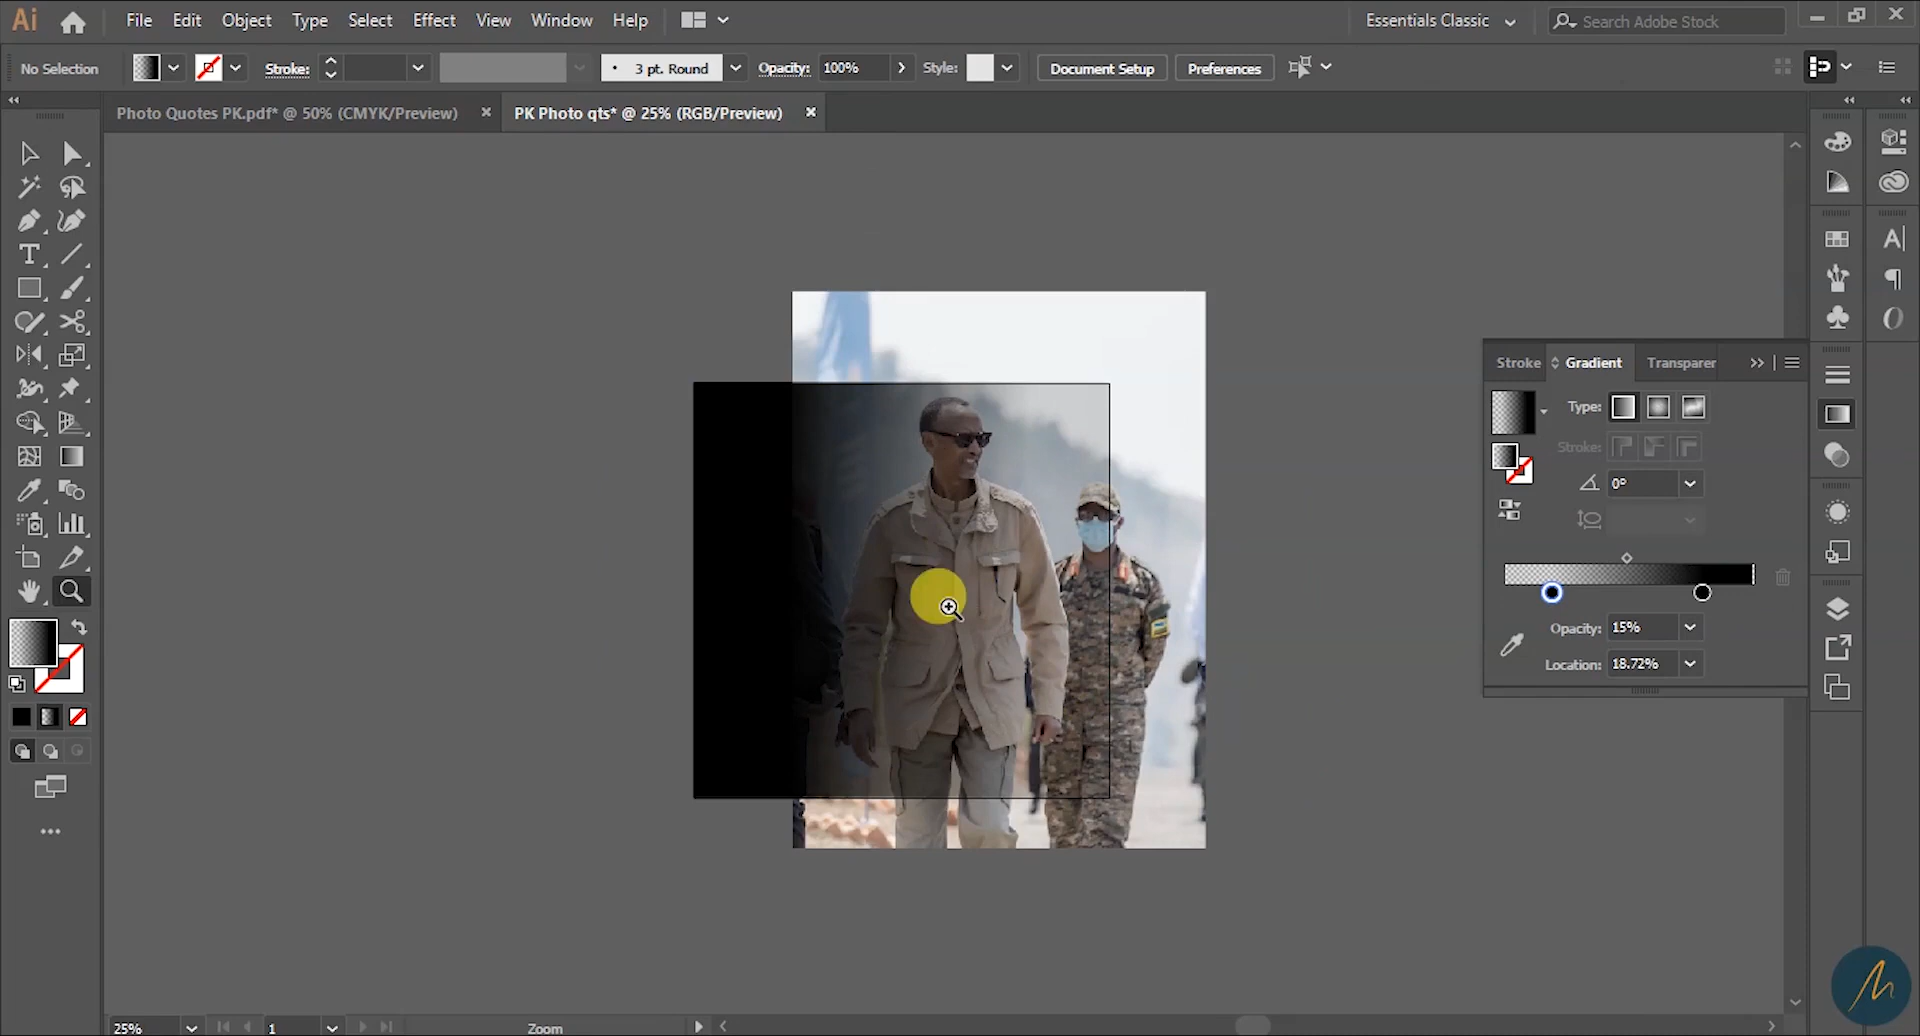 Ai File Edit Object Type Select Effect View Window Help Essentials Classic Search Adobe Stock
No Selection Stroke: 3 pt. Round Opacity: 100% Style: Document Setup Preferences
Photo Quotes PK.pdf* @ 50% (CMYK/Preview) PK Photo qts* @ 25% (RGB/Preview)
Stroke Gradient Transparer
Type:
Stroke:
0°
Opacity: 15%
Location: 18.72%
25% 1 Zoom